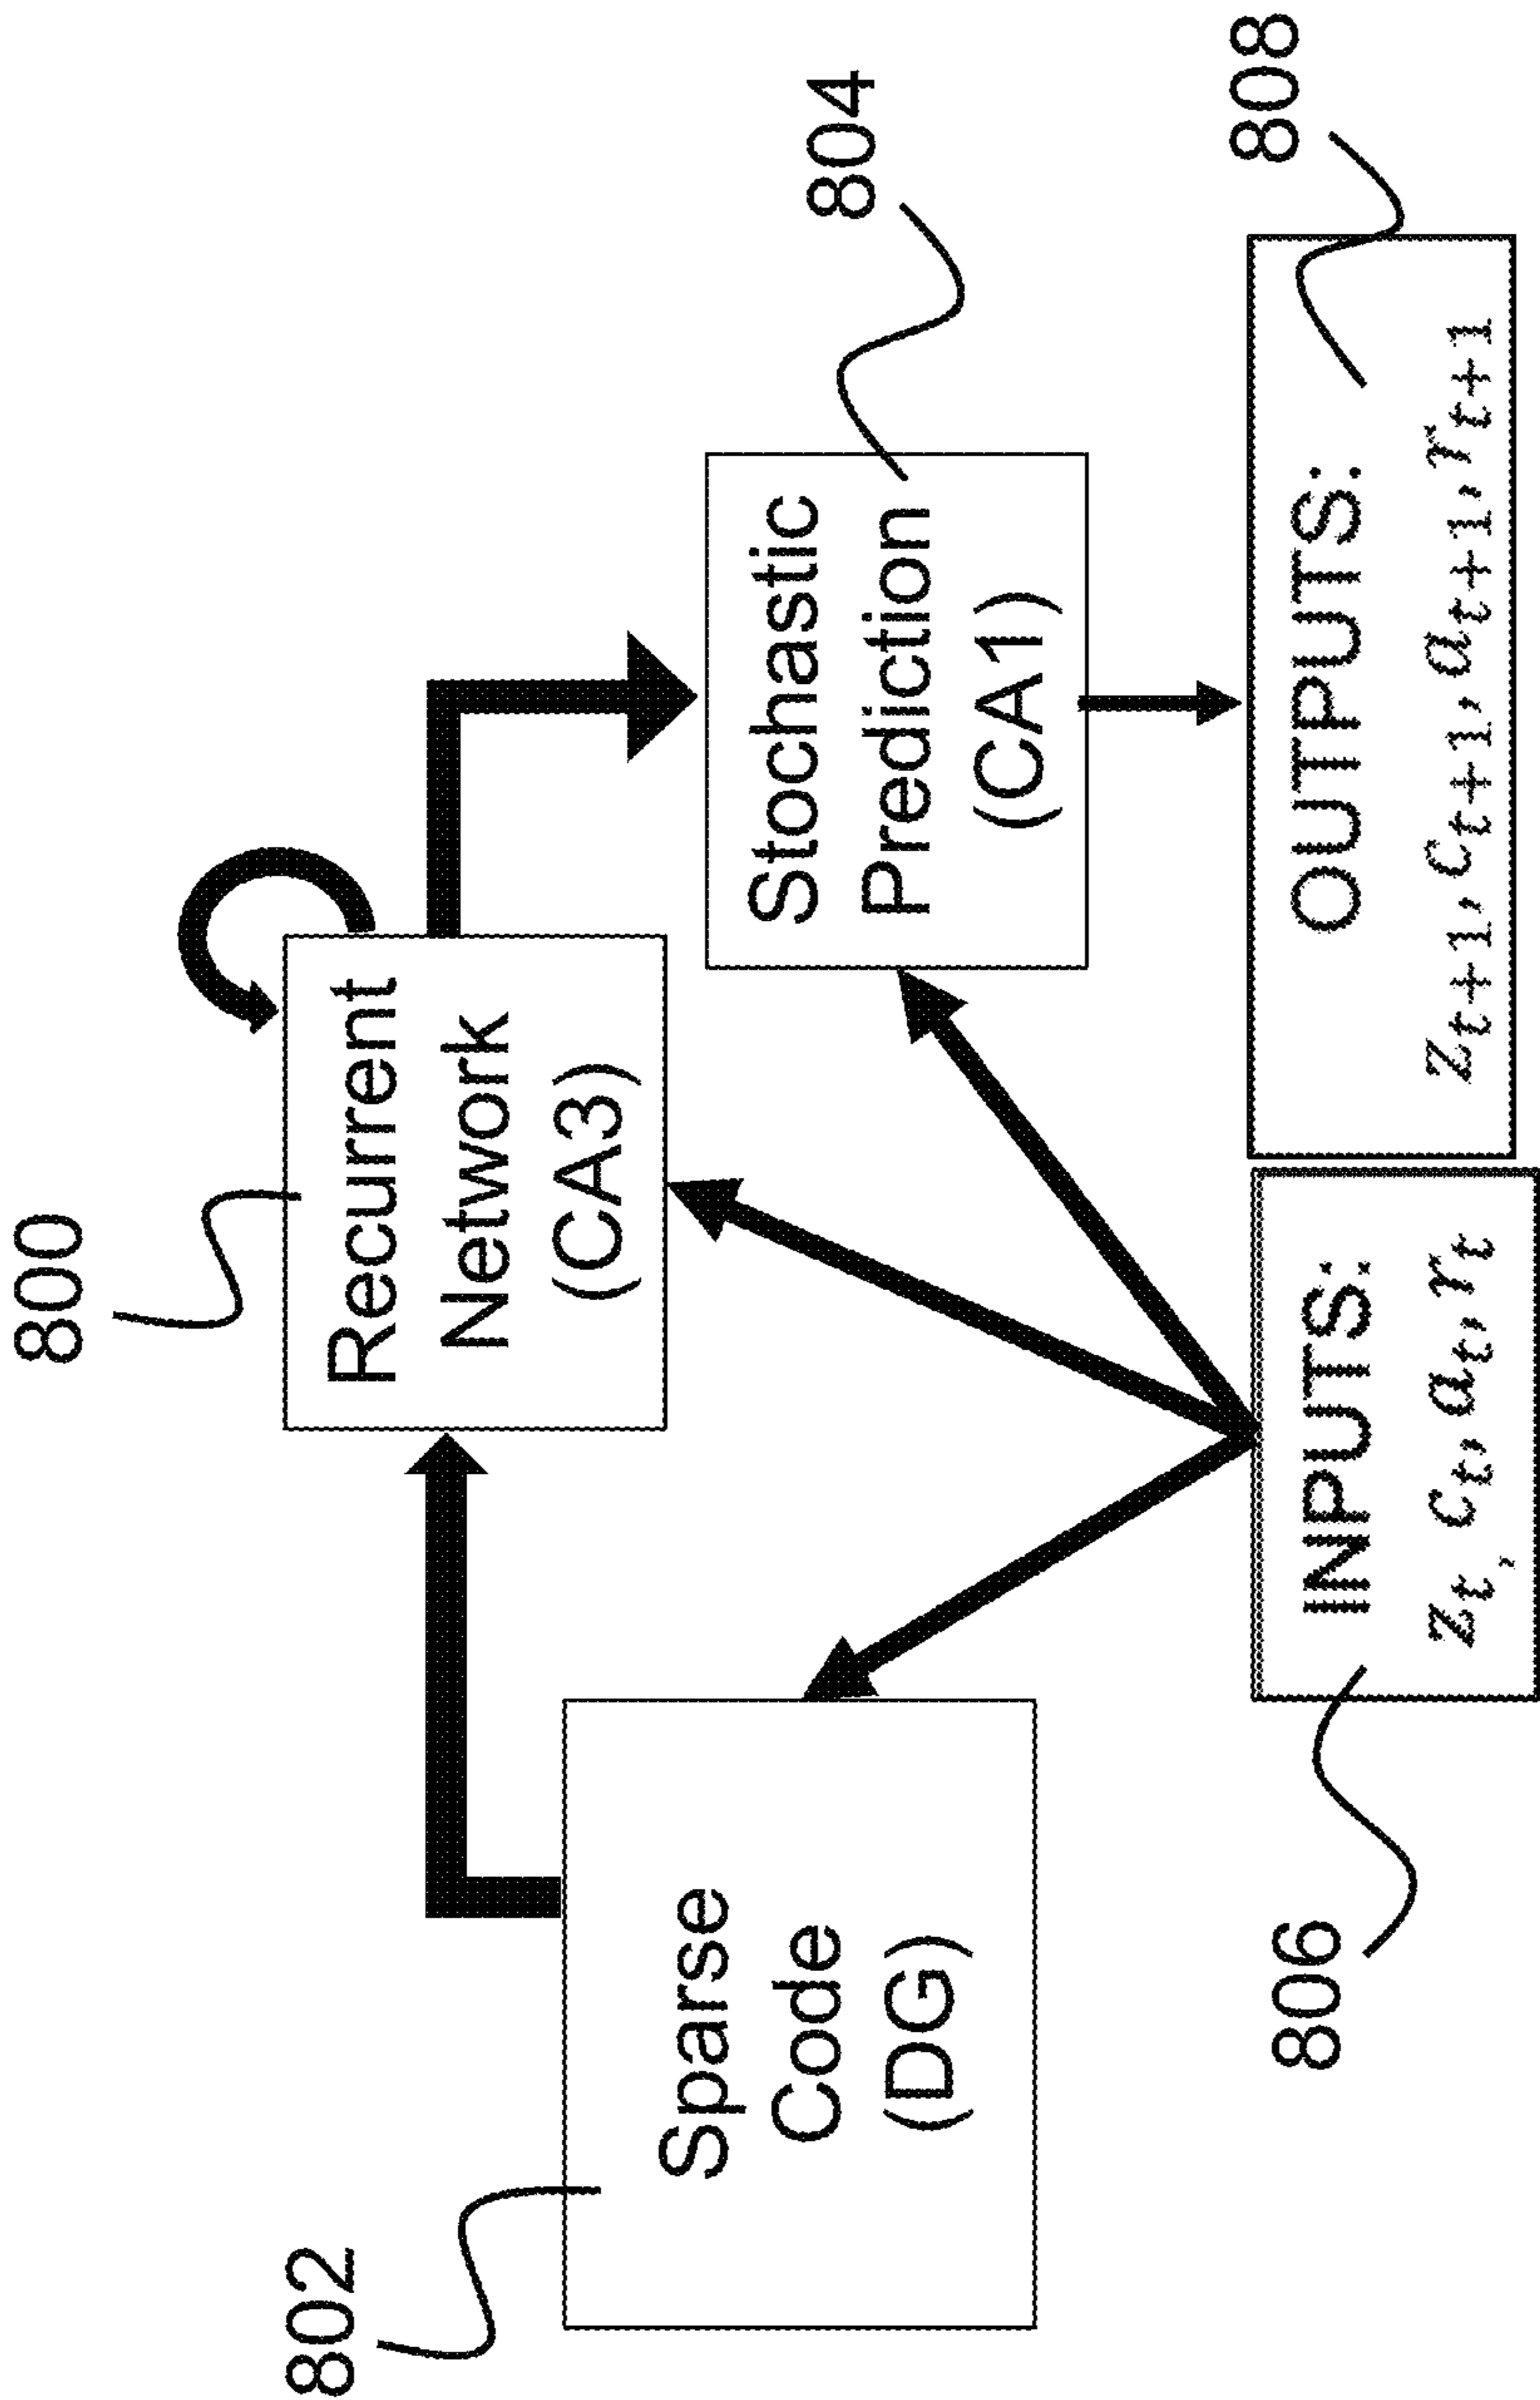 800
Recurrent
Network
(CA3)
802
Sparse
Code
(DG)
804
Stochastic
Prediction
(CA1)
806
INPUTS:
z_t, c_t, a_t, r_t
808
OUTPUTS:
z_{t+1}, c_{t+1}, a_{t+1}, r_{t+1}